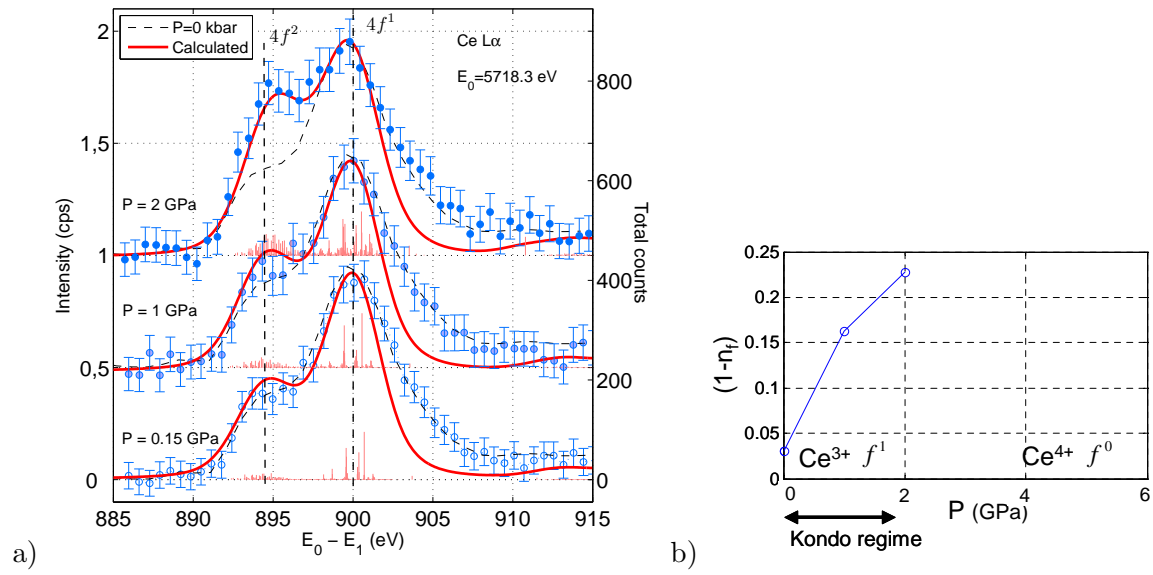 P=0 kbar
Calculated
4f²
4f¹
Ce Lα
E₀=5718.3 eV
P = 2 GPa
P = 1 GPa
P = 0.15 GPa
2
1.5
1
0.5
0
Intensity (cps)
800
600
400
200
0
Total counts
885 890 895 900 905 910 915
E₀ − E₁ (eV)
a)
0.25
0.2
0.15
0.1
0.05
0
(1-n_f)
Ce³⁺ f¹
Ce⁴⁺ f⁰
0 2 4 6
P (GPa)
Kondo regime
b)